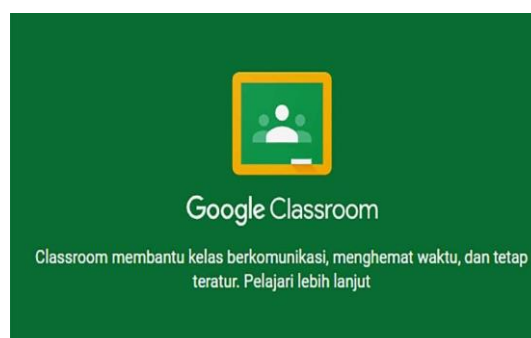 Google Classroom
Classroom membantu kelas berkomunikasi, menghemat waktu, dan tetap
teratur. Pelajari lebih lanjut